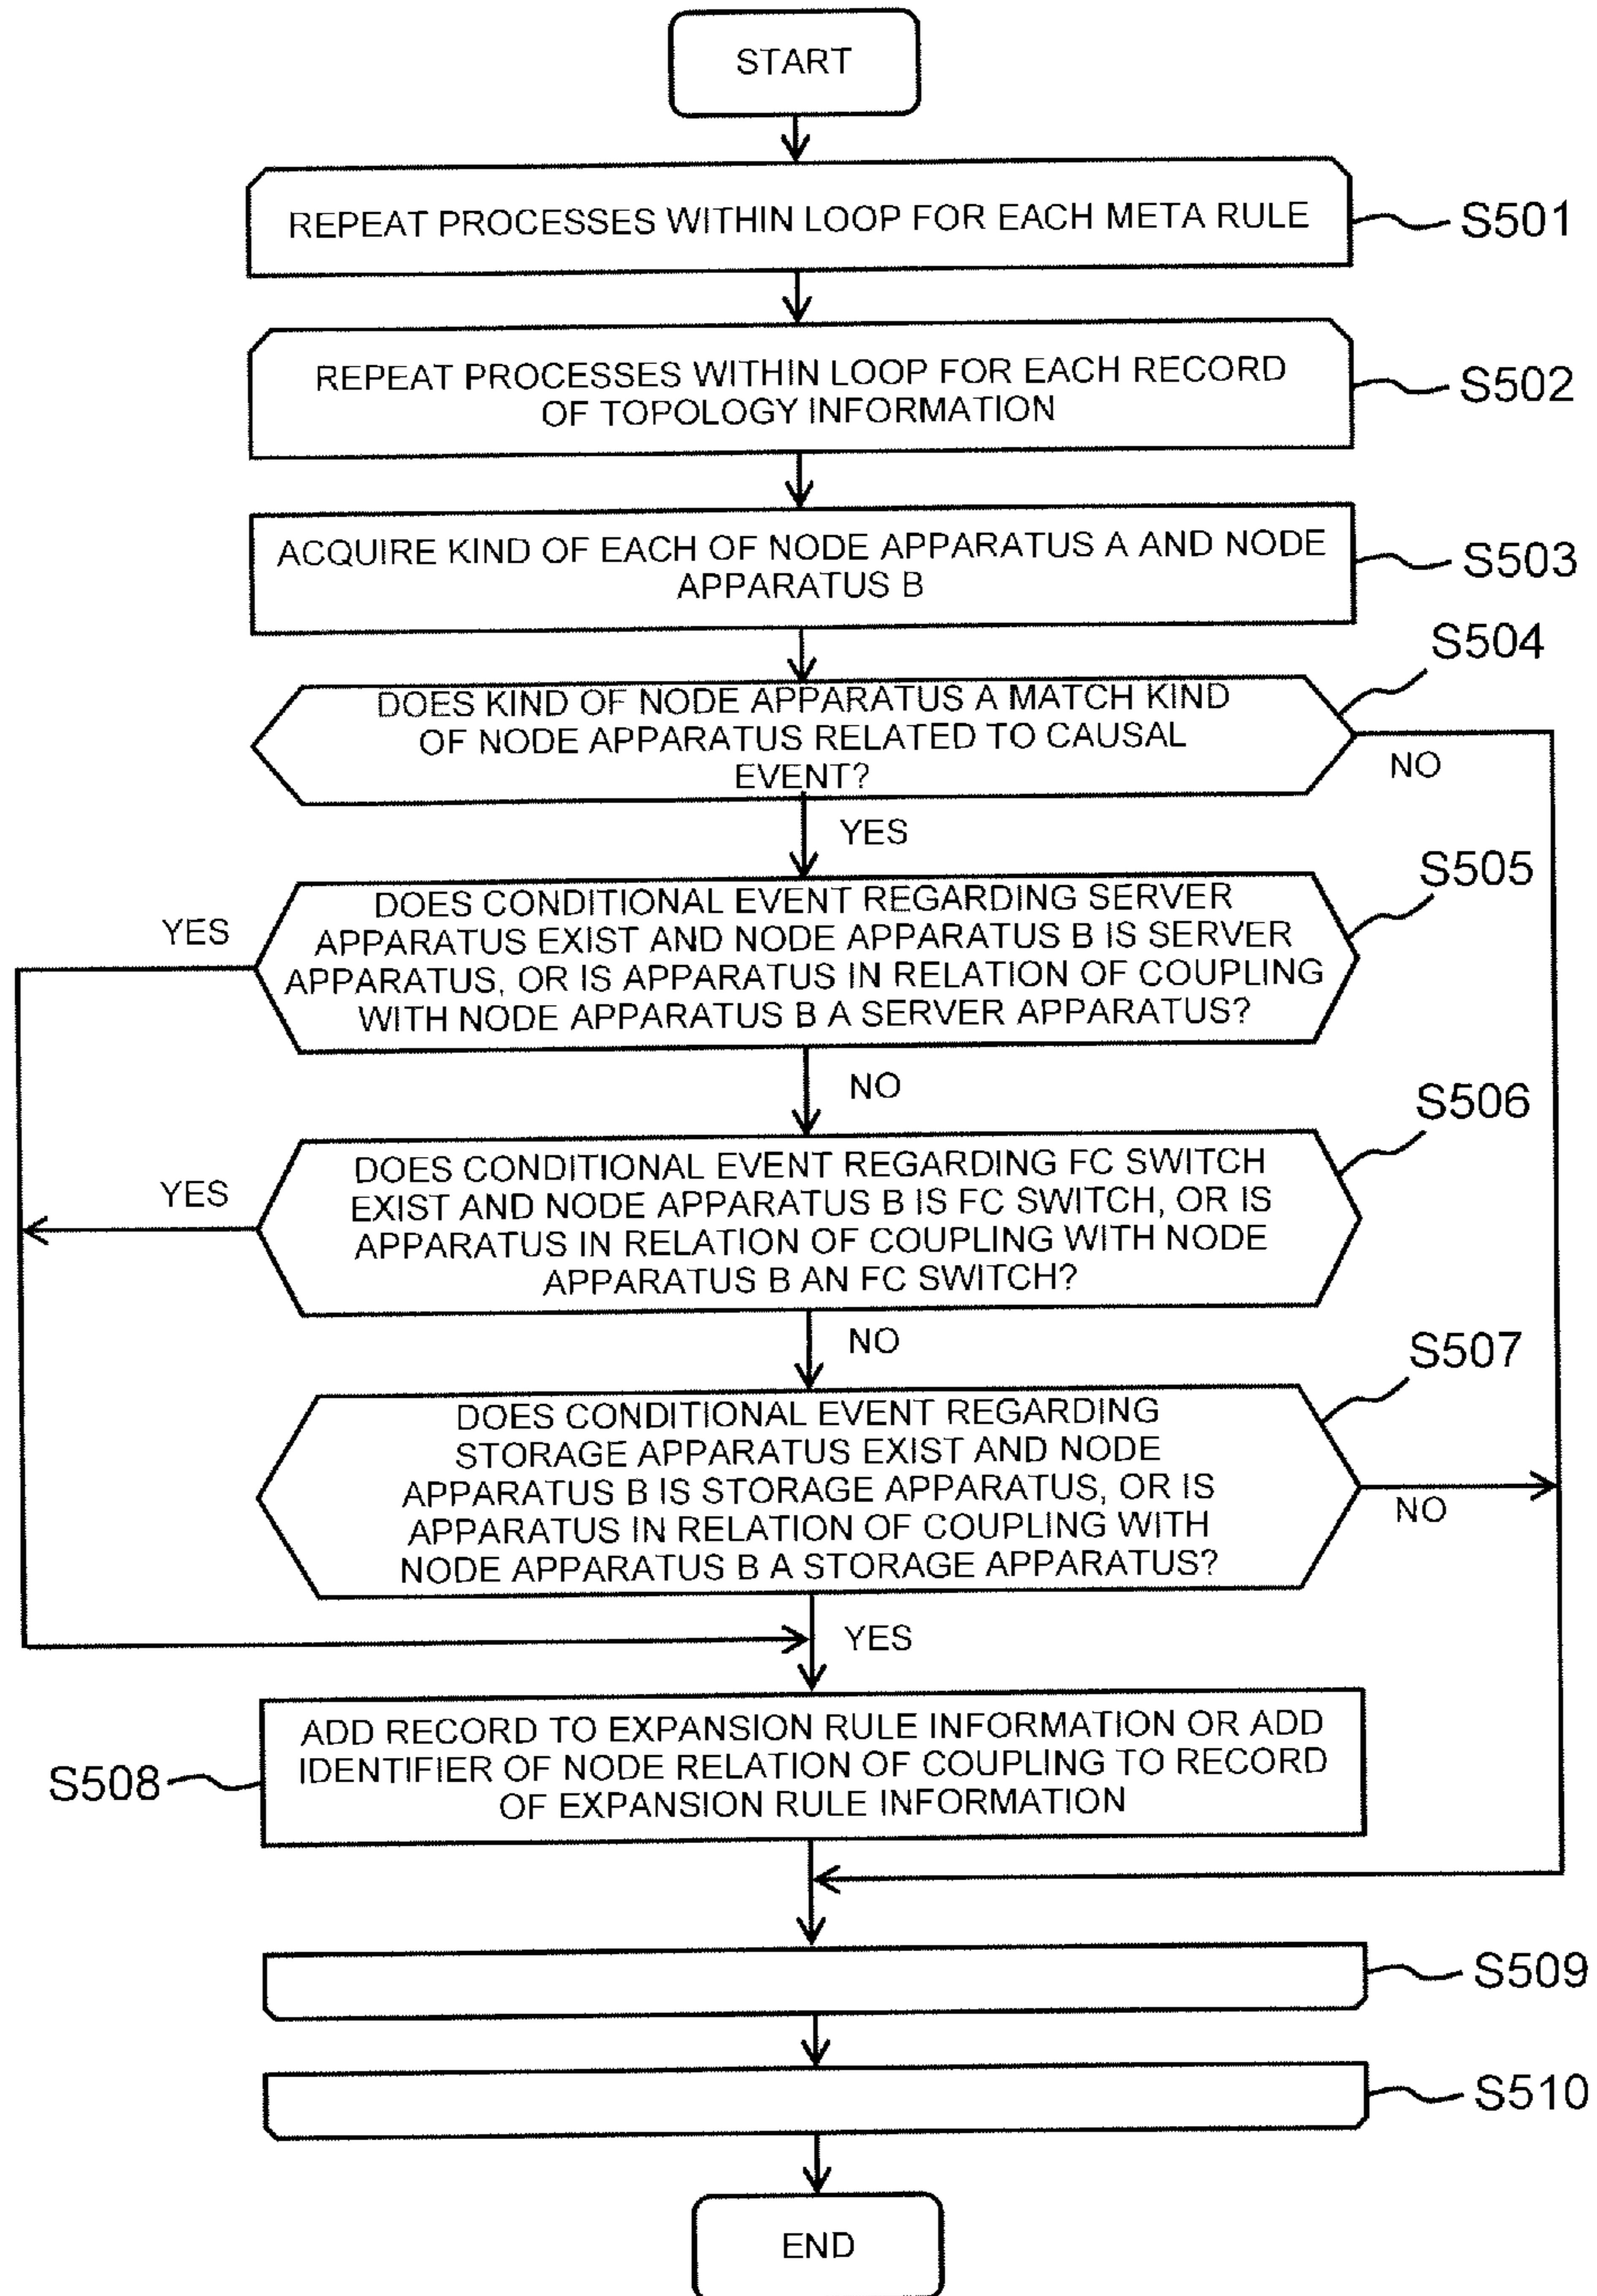 START
REPEAT PROCESSES WITHIN LOOP FOR EACH META RULE
S501
REPEAT PROCESSES WITHIN LOOP FOR EACH RECORD
OF TOPOLOGY INFORMATION
S502
ACQUIRE KIND OF EACH OF NODE APPARATUS A AND NODE
APPARATUS B
S503
S504
DOES KIND OF NODE APPARATUS A MATCH KIND
OF NODE APPARATUS RELATED TO CAUSAL
EVENT?
NO
YES
S505
DOES CONDITIONAL EVENT REGARDING SERVER
APPARATUS EXIST AND NODE APPARATUS B IS SERVER
APPARATUS, OR IS APPARATUS IN RELATION OF COUPLING
WITH NODE APPARATUS B A SERVER APPARATUS?
YES
NO
S506
DOES CONDITIONAL EVENT REGARDING FC SWITCH
EXIST AND NODE APPARATUS B IS FC SWITCH, OR IS
APPARATUS IN RELATION OF COUPLING WITH NODE
APPARATUS B AN FC SWITCH?
YES
NO
S507
DOES CONDITIONAL EVENT REGARDING
STORAGE APPARATUS EXIST AND NODE
APPARATUS B IS STORAGE APPARATUS, OR IS
APPARATUS IN RELATION OF COUPLING WITH
NODE APPARATUS B A STORAGE APPARATUS?
NO
YES
ADD RECORD TO EXPANSION RULE INFORMATION OR ADD
IDENTIFIER OF NODE RELATION OF COUPLING TO RECORD
OF EXPANSION RULE INFORMATION
S508
S509
S510
END